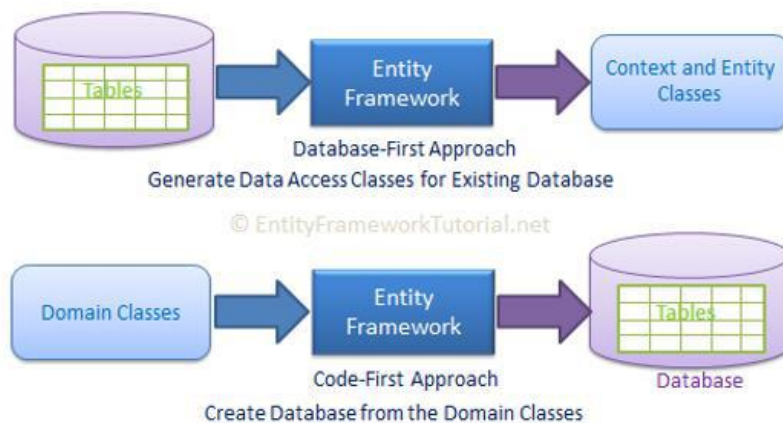 Tables
Entity
Framework
Context and Entity
Classes
Database-First Approach
Generate Data Access Classes for Existing Database
© EntityFrameworkTutorial.net
Domain Classes
Entity
Framework
Tables
Database
Code-First Approach
Create Database from the Domain Classes